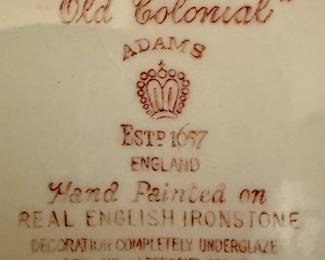 "Old Colonial"
ADAMS
ESTD 1657
ENGLAND
Hand Painted on
REAL ENGLISH IRONSTONE
DECORATION COMPLETELY UNDERGLAZE